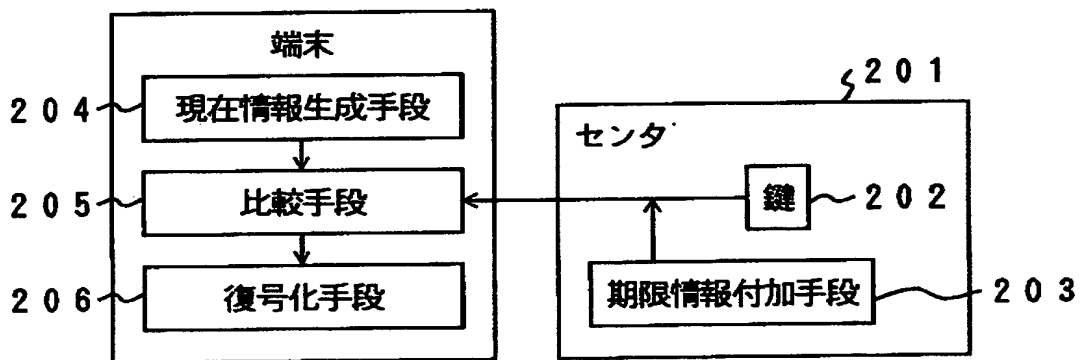 端末
204
現在情報生成手段
205
比較手段
206
復号化手段
201
センタ
鍵
202
期限情報付加手段
203